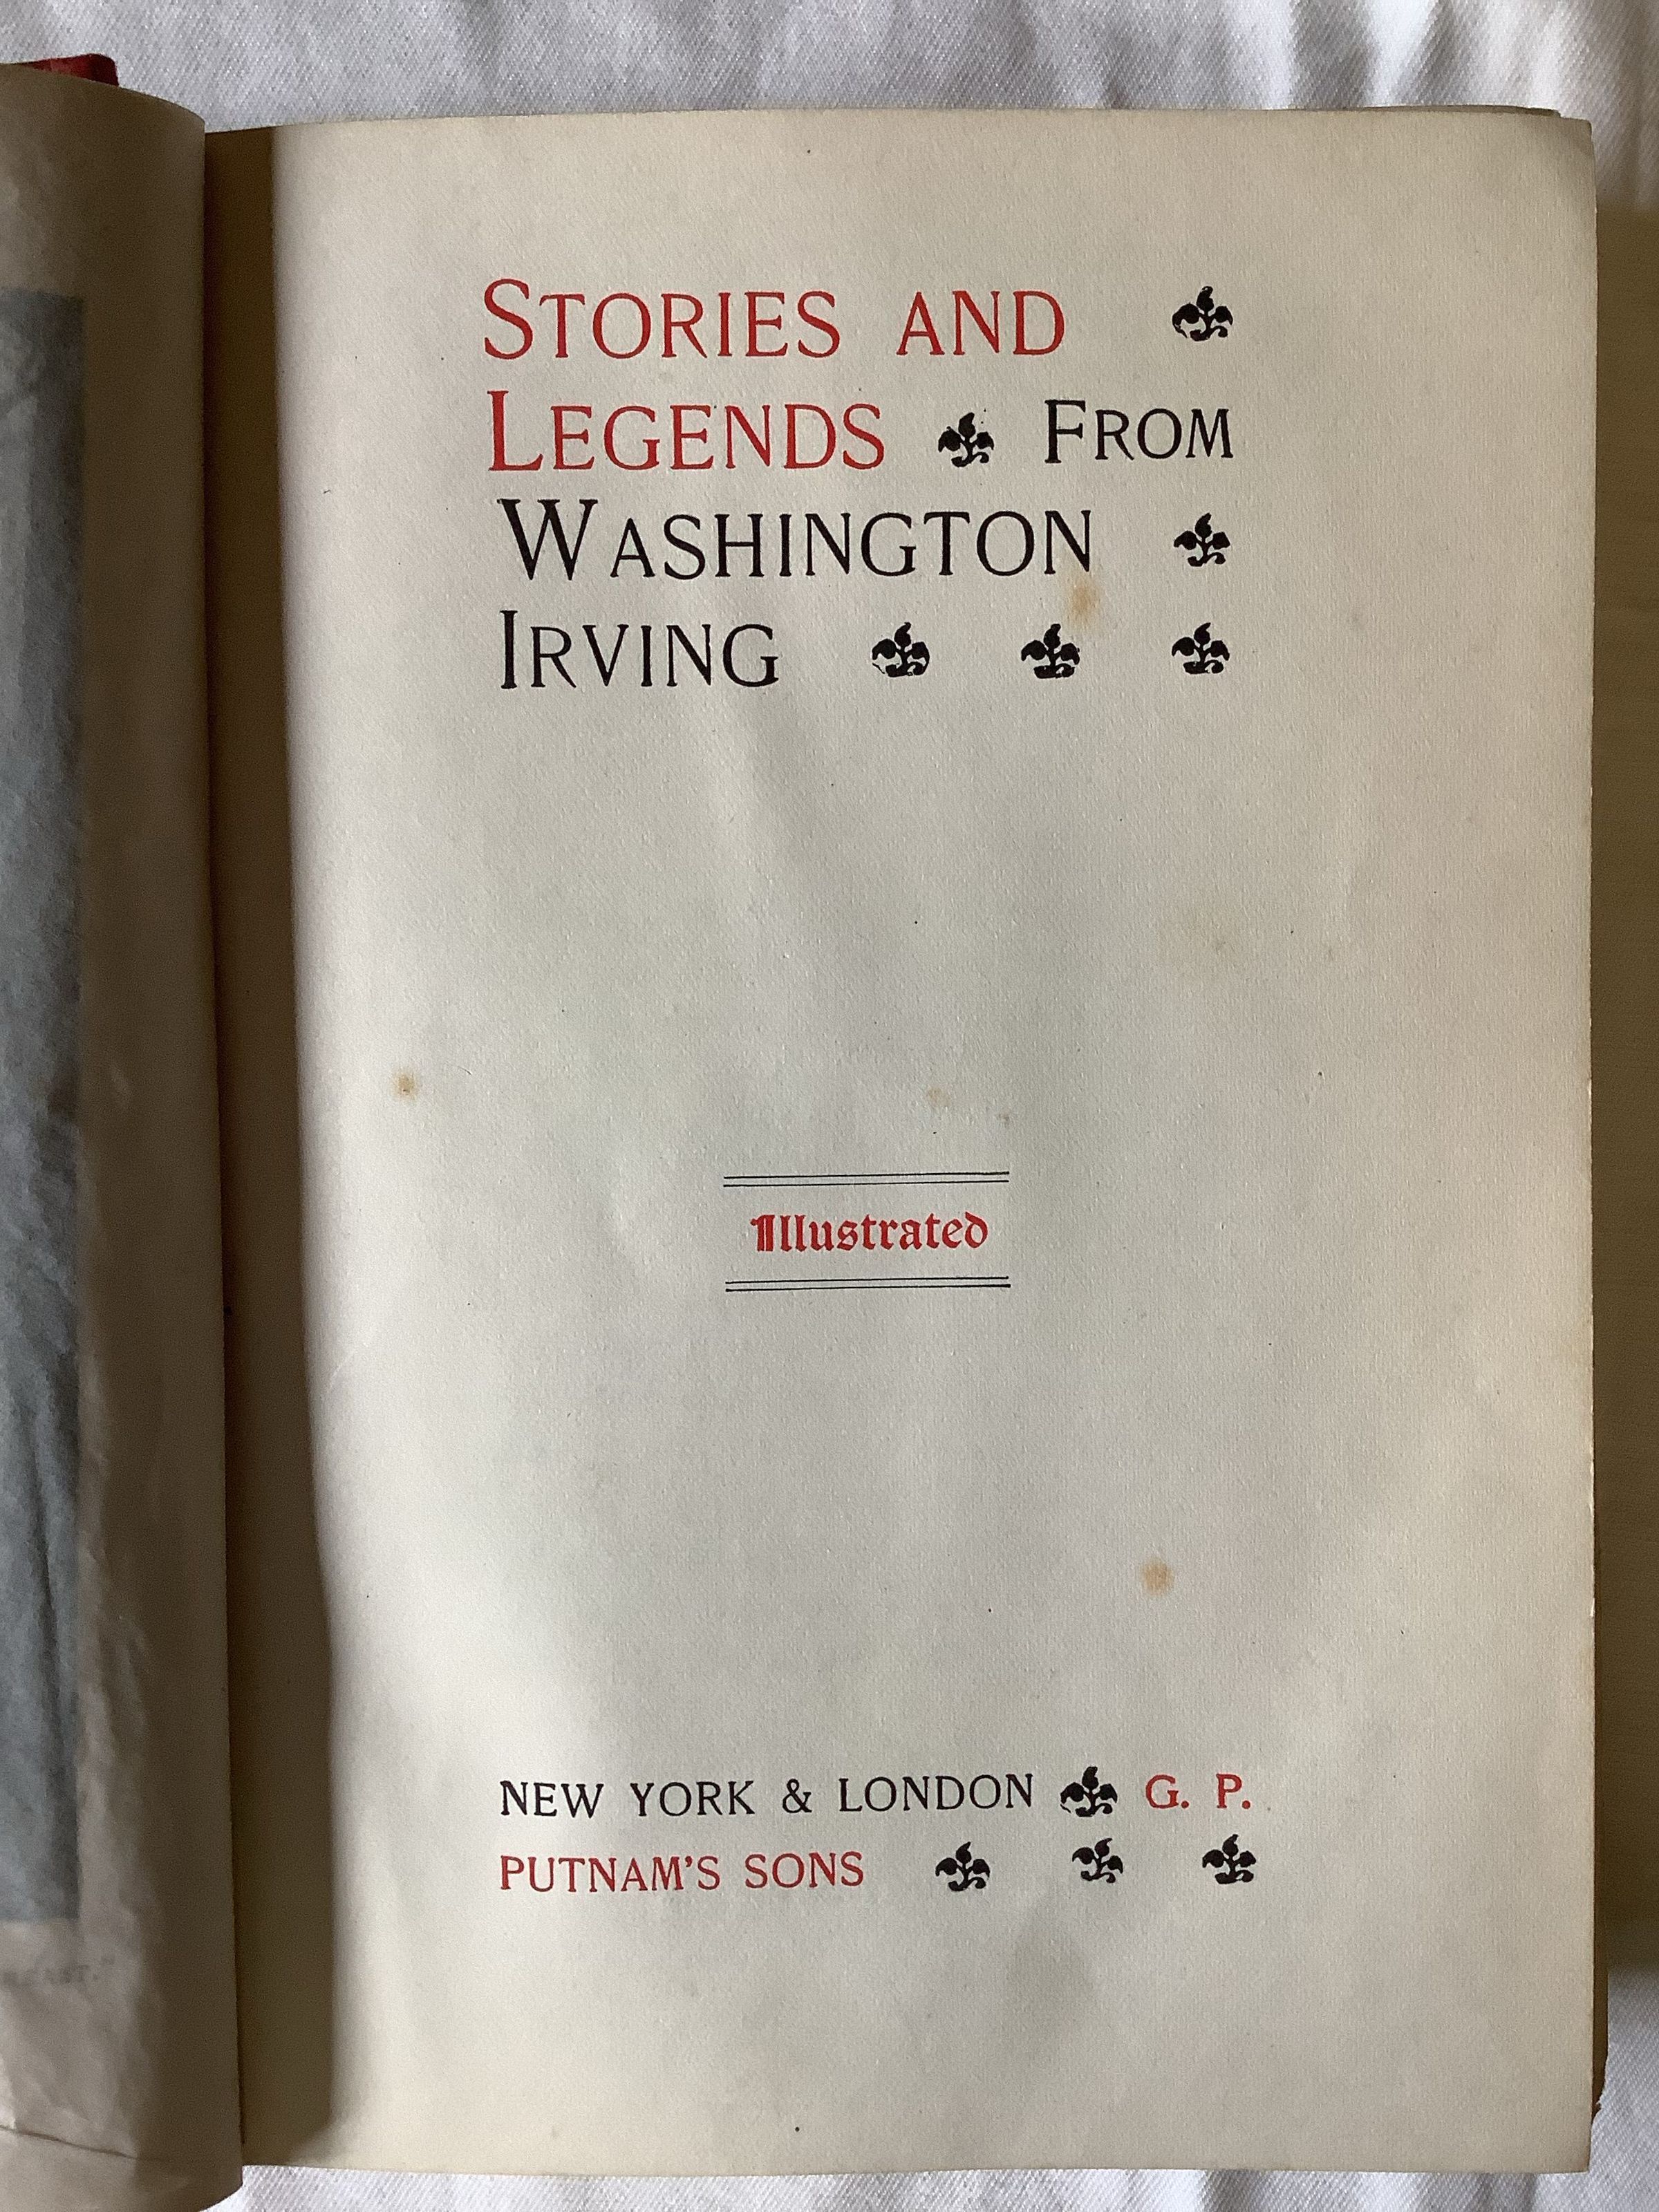 STORIES AND
LEGENDS FROM
WASHINGTON
IRVING
Illustrated
NEW YORK & LONDON G. P.
PUTNAM'S SONS